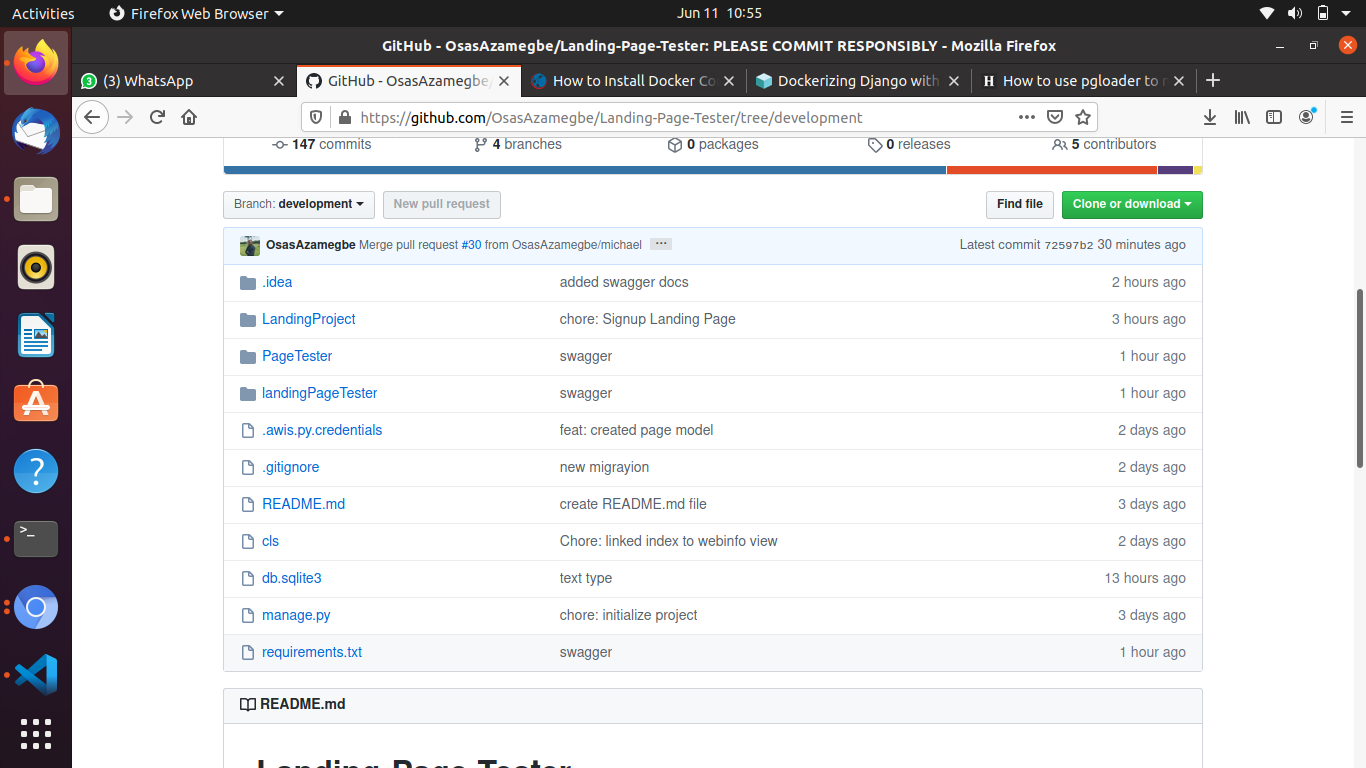 Activities Firefox Web Browser Jun 11 10:55
GitHub - OsasAzamegbe/Landing-Page-Tester: PLEASE COMMIT RESPONSIBLY - Mozilla Firefox
(3) WhatsApp GitHub - OsasAzamegbe/ How to Install Docker Co Dockerizing Django with H How to use pgloader to
https://github.com/OsasAzamegbe/Landing-Page-Tester/tree/development
147 commits 4 branches 0 packages 0 releases 5 contributors
Branch: development New pull request Find file Clone or download
OsasAzamegbe Merge pull request #30 from OsasAzamegbe/michael Latest commit 72597b2 30 minutes ago
.idea added swagger docs 2 hours ago
LandingProject chore: Signup Landing Page 3 hours ago
PageTester swagger 1 hour ago
landingPageTester swagger 1 hour ago
.awis.py.credentials feat: created page model 2 days ago
.gitignore new migrayion 2 days ago
README.md create README.md file 3 days ago
cls Chore: linked index to webinfo view 2 days ago
db.sqlite3 text type 13 hours ago
manage.py chore: initialize project 3 days ago
requirements.txt swagger 1 hour ago
README.md
Landing-Page-Tester